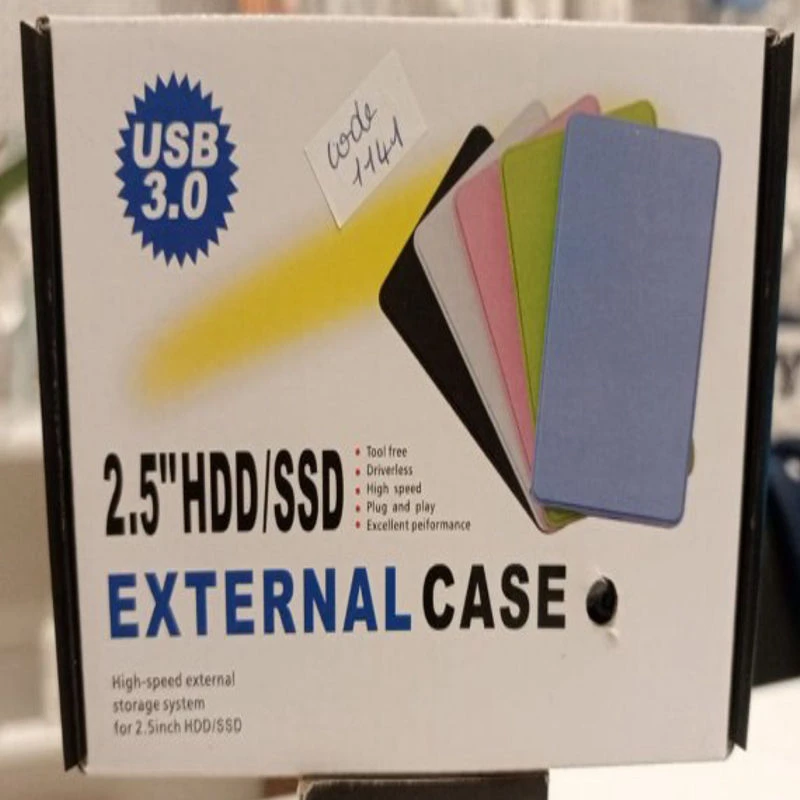 USB
3.0
code
1141
2.5" HDD/SSD
• Tool free
• Driverless
• High speed
• Plug and play
• Excellent peiformance
EXTERNAL CASE
High-speed external
storage system
for 2.5inch HDD/SSD